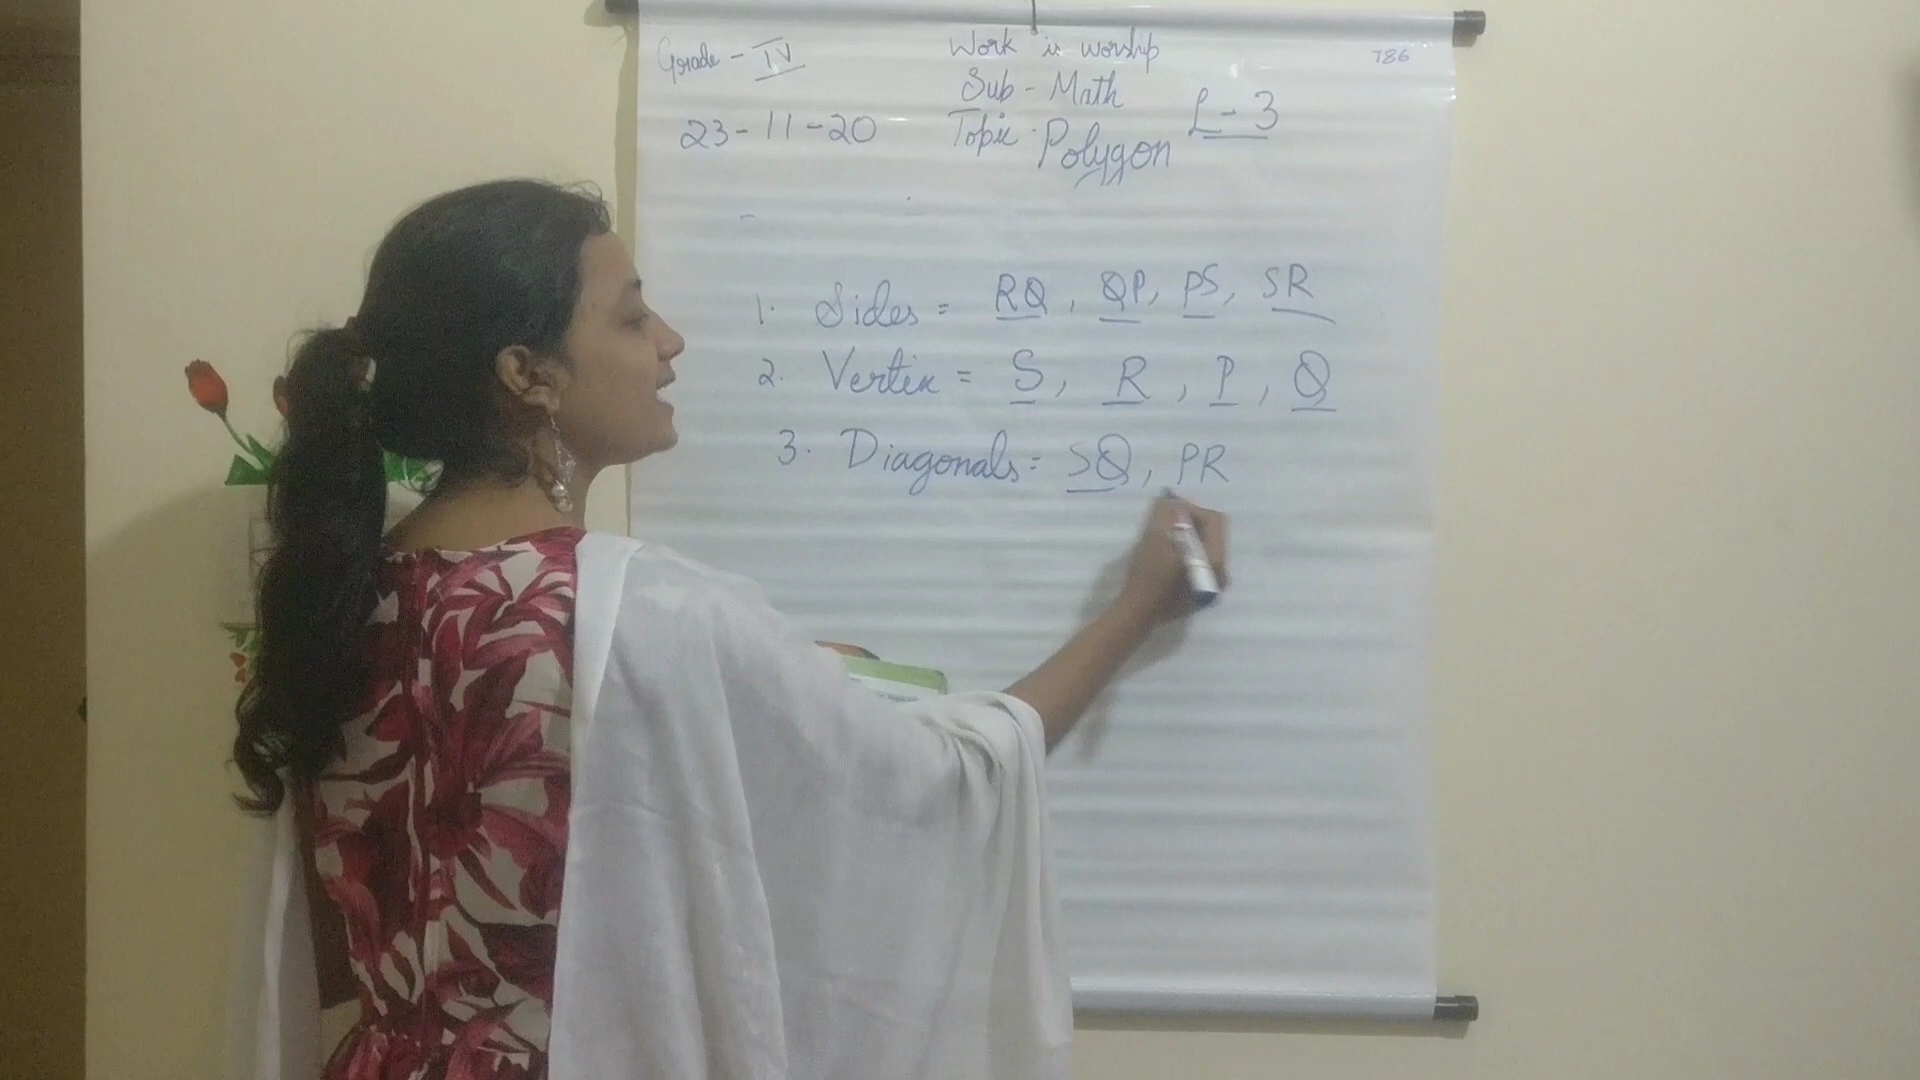 Grade - IV
Work is worship
786
Sub - Math
23-11-20
Topic - Polygon
L-3
1. Sides = RQ, QP, PS, SR
2. Vertex = S, R, P, Q
3. Diagonals = SQ, PR